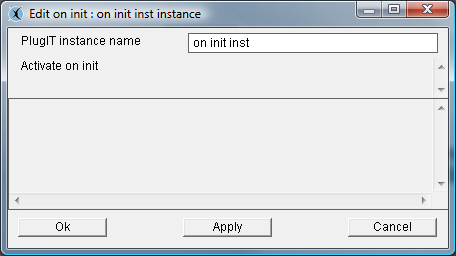 Edit on init : on init inst instance
PlugIT instance name
on init inst
Activate on init
Ok
Apply
Cancel